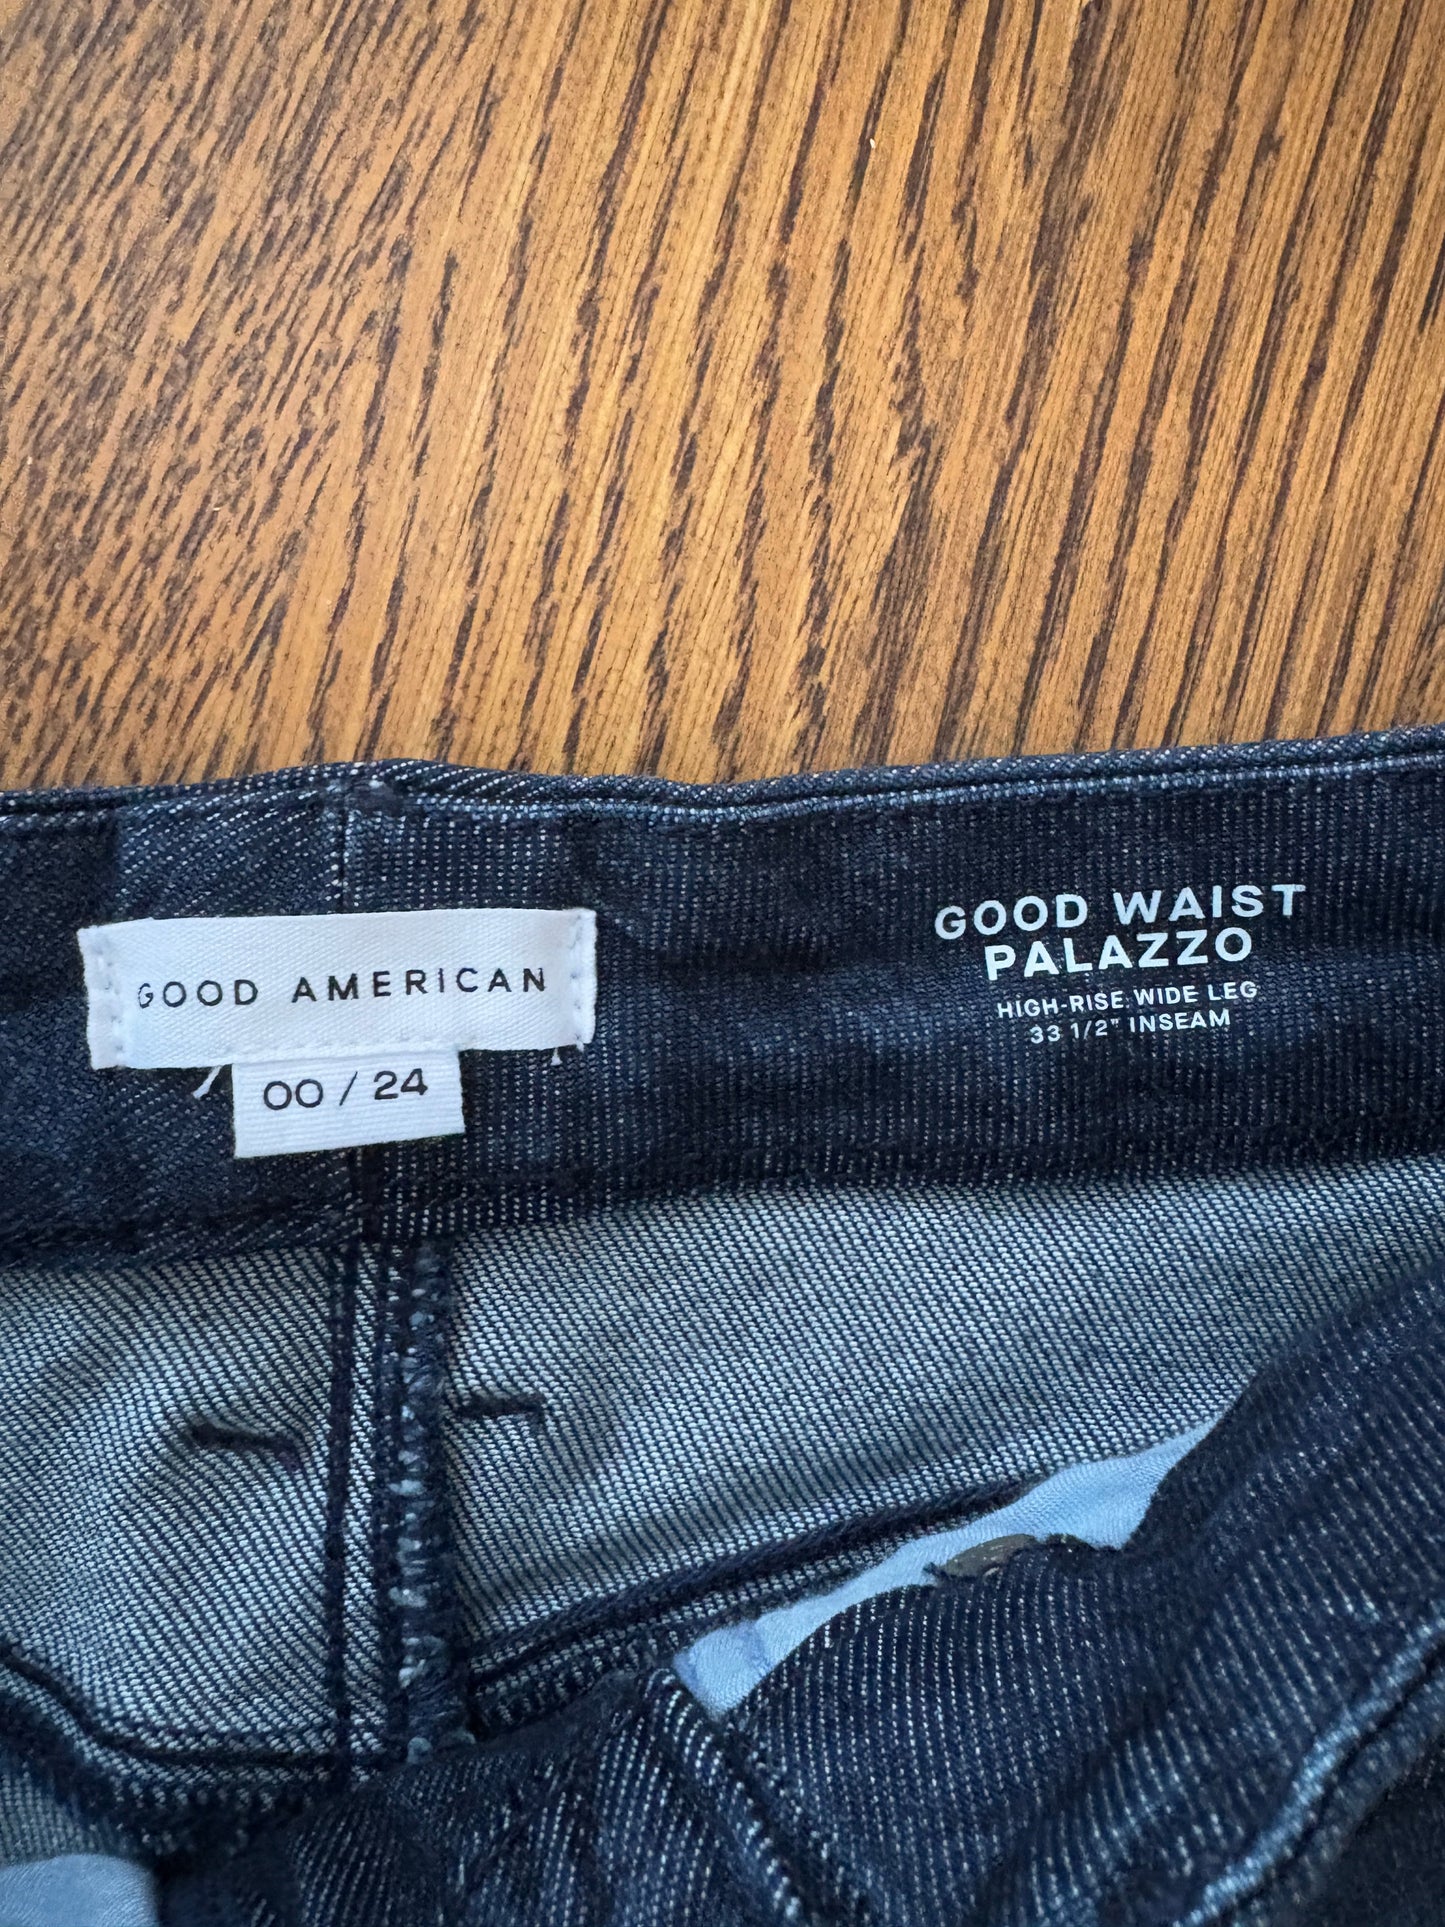 GOOD AMERICAN
00 / 24
GOOD WAIST
PALAZZO
HIGH-RISE WIDE LEG
33 1/2" INSEAM